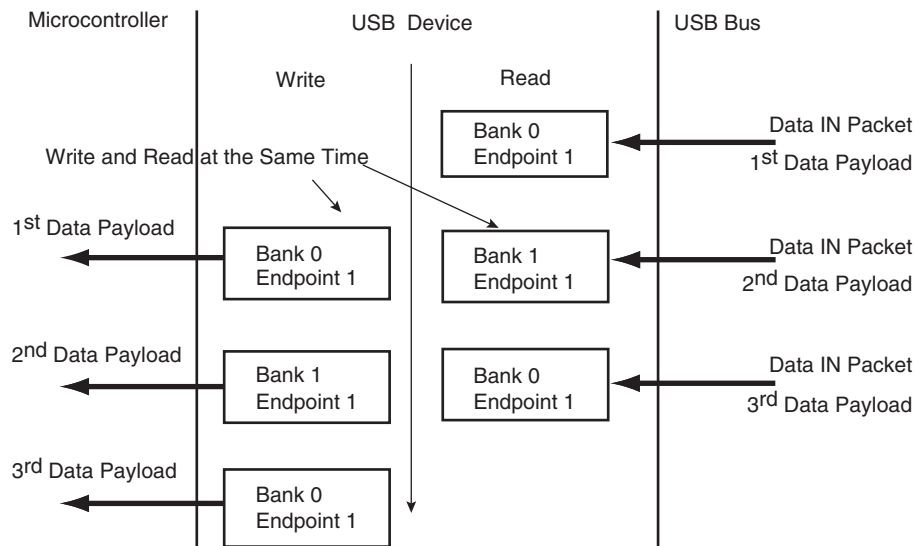 Microcontroller
USB Device
USB Bus
Write
Read
Bank 0
Endpoint 1
Data IN Packet
1st Data Payload
Write and Read at the Same Time
1st Data Payload
Bank 0
Endpoint 1
Bank 1
Endpoint 1
Data IN Packet
2nd Data Payload
2nd Data Payload
Bank 1
Endpoint 1
Bank 0
Endpoint 1
Data IN Packet
3rd Data Payload
3rd Data Payload
Bank 0
Endpoint 1